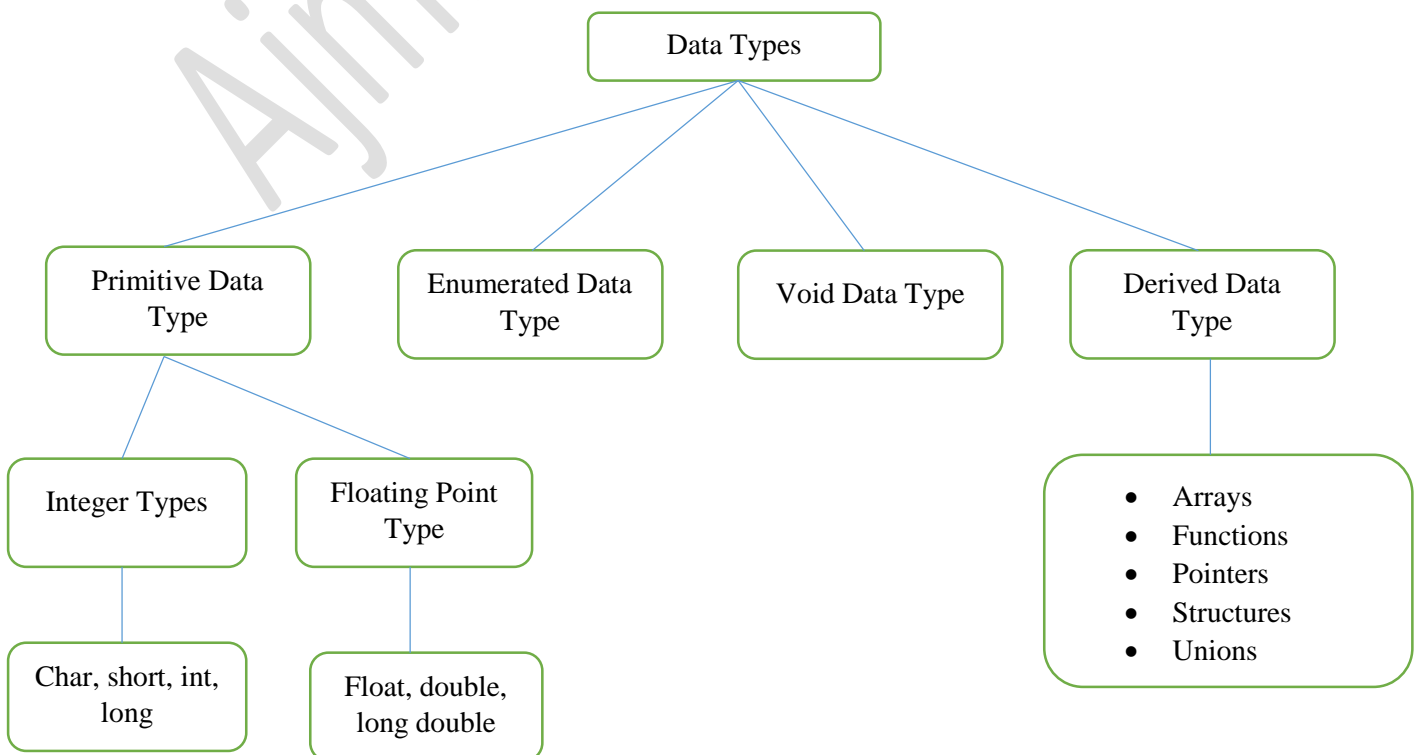 Data Types
Primitive Data
Type
Enumerated Data
Type
Void Data Type
Derived Data
Type
Integer Types
Floating Point
Type
Char, short, int,
long
Float, double,
long double
• Arrays
• Functions
• Pointers
• Structures
• Unions